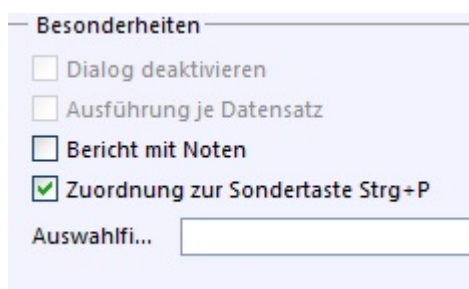 Besonderheiten
Dialog deaktivieren
Ausführung je Datensatz
Bericht mit Noten
Zuordnung zur Sondertaste Strg+P
Auswahlfi...